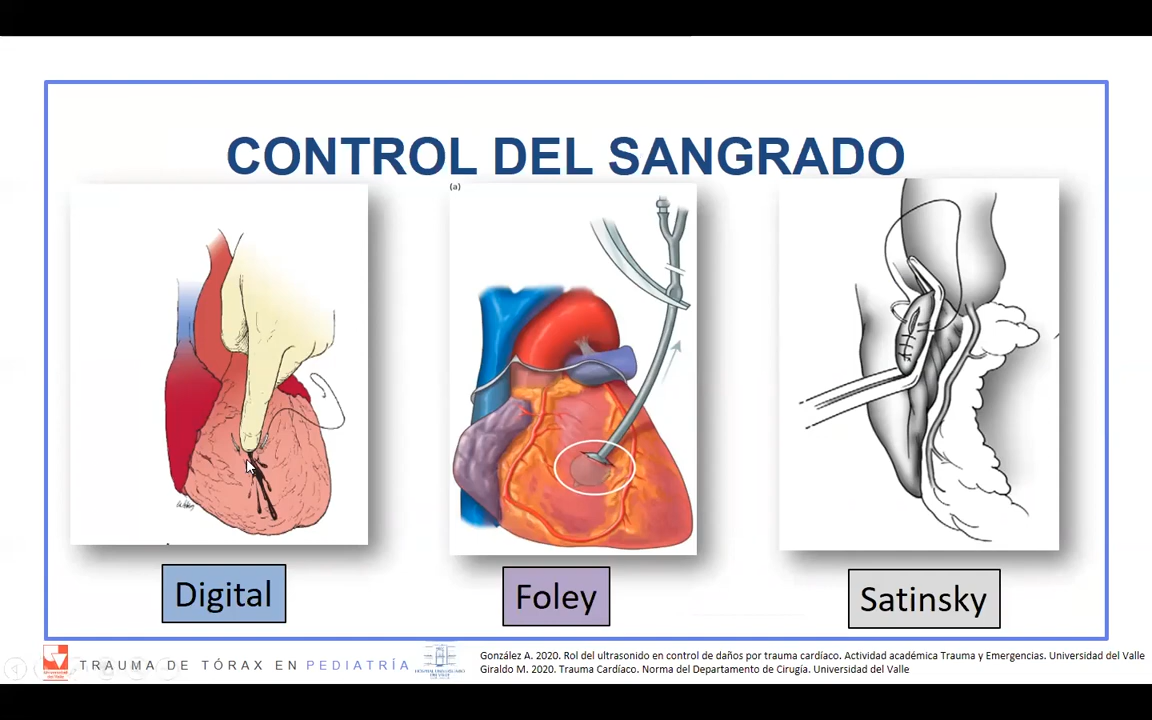 CONTROL DEL SANGRADO
(a)
Digital
Foley
Satinsky
TRAUMA DE TÓRAX EN PEDIATRÍA
González A. 2020. Rol del ultrasonido en control de daños por trauma cardíaco. Actividad académica Trauma y Emergencias. Universidad del Valle
Giraldo M. 2020. Trauma Cardíaco. Norma del Departamento de Cirugía. Universidad del Valle